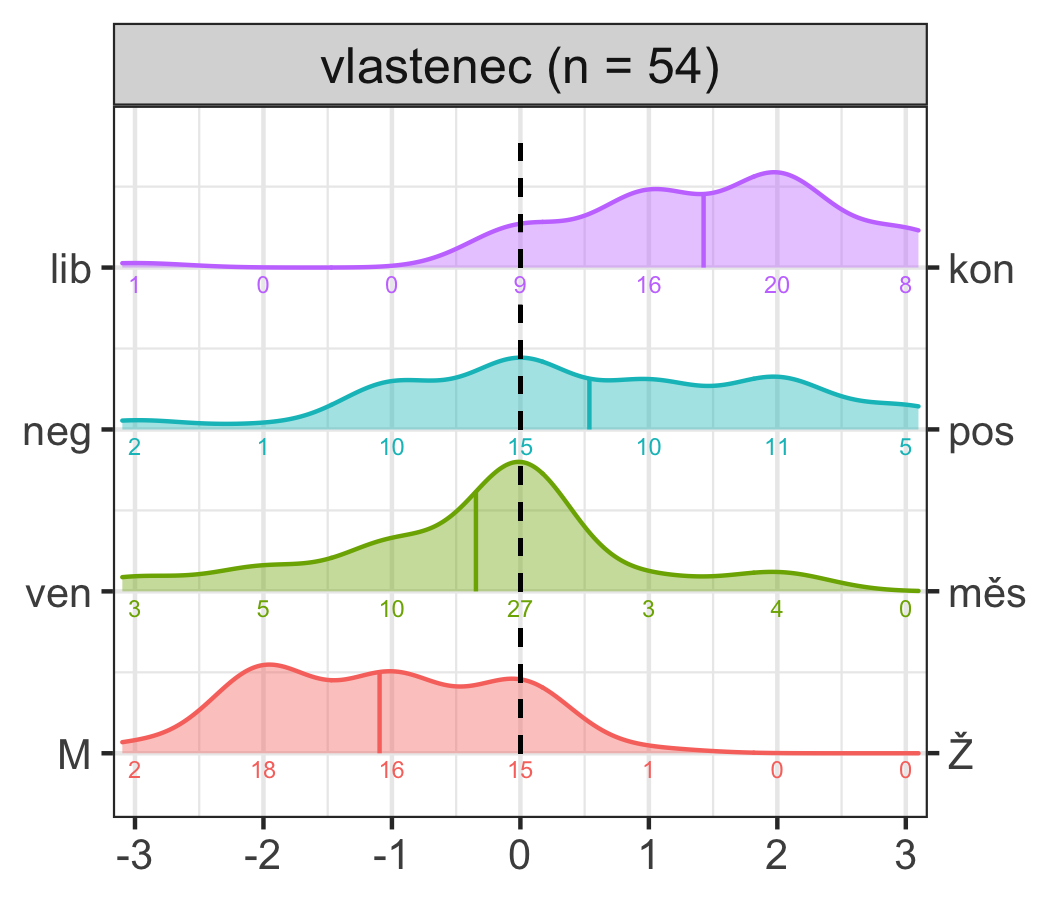 vlastenec (n = 54)
lib kon
1 0 0 9 16 20 8
neg pos
2 1 10 15 10 11 5
ven měs
3 5 10 27 3 4 0
M Ž
2 18 16 15 1 0 0
-3 -2 -1 0 1 2 3